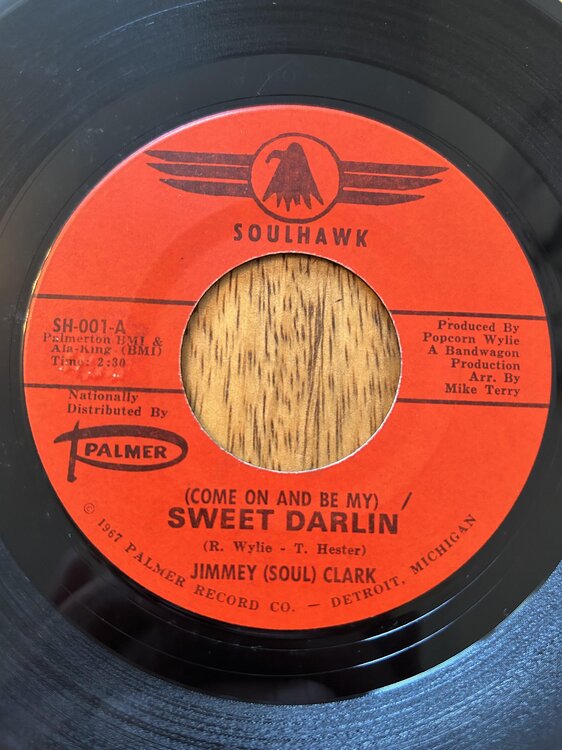 SOULHAWK
SH-001-A
Palmerton BMI &
Ala-King - (BMI)
Time: 2:30
Nationally
Distributed By
PALMER
Produced By
Popcorn Wylie
A Bandwagon
Production
Arr. By
Mike Terry
(COME ON AND BE MY)
SWEET DARLIN'
(R. Wylie - T. Hester)
JIMMEY (SOUL) CLARK
© 1967 PALMER RECORD CO. — DETROIT, MICHIGAN